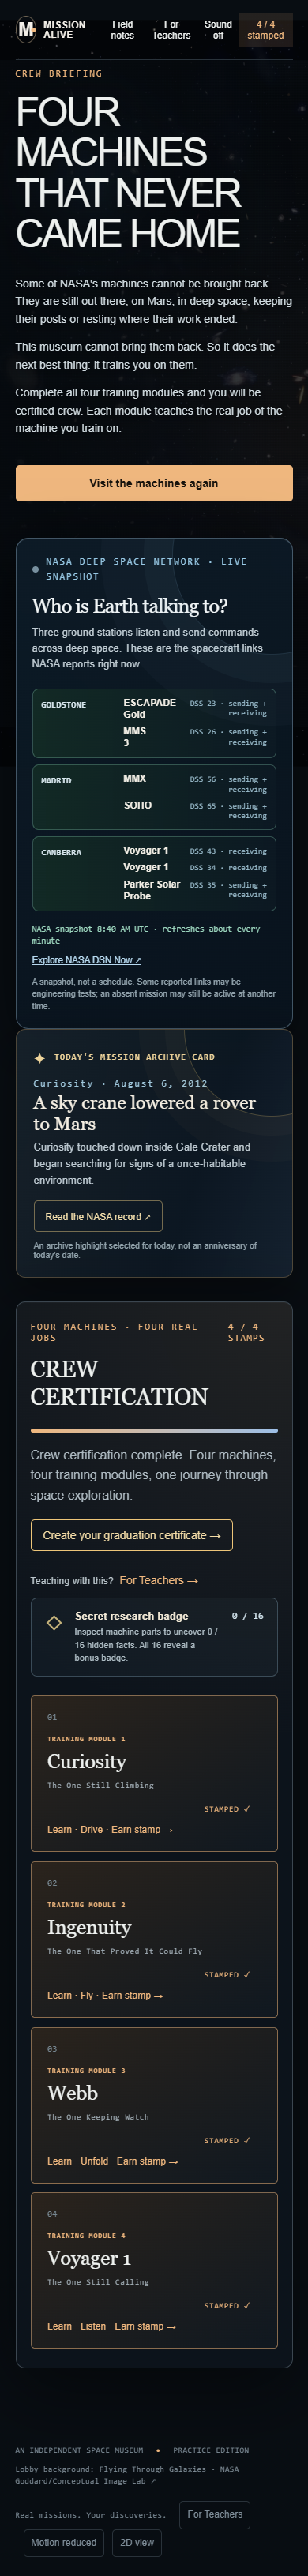 M
MISSION
ALIVE
Field
notes
For
Teachers
Sound
off
4 / 4
stamped
CREW BRIEFING
FOUR
MACHINES
THAT NEVER
CAME HOME
Some of NASA's machines cannot be brought back.
They are still out there, on Mars, in deep space, keeping
their posts or resting where their work ended.
This museum cannot bring them back. So it does the
next best thing: it trains you on them.
Complete all four training modules and you will be
certified crew. Each module teaches the real job of the
machine you train on.
Visit the machines again
NASA DEEP SPACE NETWORK · LIVE
SNAPSHOT
Who is Earth talking to?
Three ground stations listen and send commands
across deep space. These are the spacecraft links
NASA reports right now.
GOLDSTONE
ESCAPADE
Gold
DSS 23 · sending +
receiving
MMS
3
DSS 26 · sending +
receiving
MADRID
MMX
DSS 56 · sending +
receiving
SOHO
DSS 65 · sending +
receiving
CANBERRA
Voyager 1
DSS 43 · receiving
Voyager 1
DSS 34 · receiving
Parker Solar
Probe
DSS 35 · sending +
receiving
NASA snapshot 8:40 AM UTC · refreshes about every
minute
Explore NASA DSN Now ↗
A snapshot, not a schedule. Some reported links may be
engineering tests; an absent mission may still be active at another
time.
✦ TODAY'S MISSION ARCHIVE CARD
Curiosity · August 6, 2012
A sky crane lowered a rover
to Mars
Curiosity touched down inside Gale Crater and
began searching for signs of a once-habitable
environment.
Read the NASA record ↗
An archive highlight selected for today, not an anniversary of
today's date.
FOUR MACHINES · FOUR REAL
JOBS
4 / 4
STAMPS
CREW
CERTIFICATION
Crew certification complete. Four machines,
four training modules, one journey through
space exploration.
Create your graduation certificate →
Teaching with this? For Teachers →
Secret research badge
0 / 16
Inspect machine parts to uncover 0 /
16 hidden facts. All 16 reveal a
bonus badge.
01
TRAINING MODULE 1
Curiosity
The One Still Climbing
STAMPED ✓
Learn · Drive · Earn stamp →
02
TRAINING MODULE 2
Ingenuity
The One That Proved It Could Fly
STAMPED ✓
Learn · Fly · Earn stamp →
03
TRAINING MODULE 3
Webb
The One Keeping Watch
STAMPED ✓
Learn · Unfold · Earn stamp →
04
TRAINING MODULE 4
Voyager 1
The One Still Calling
STAMPED ✓
Learn · Listen · Earn stamp →
AN INDEPENDENT SPACE MUSEUM ✦ PRACTICE EDITION
Lobby background: Flying Through Galaxies · NASA
Goddard/Conceptual Image Lab ↗
Real missions. Your discoveries.
For Teachers
Motion reduced
2D view